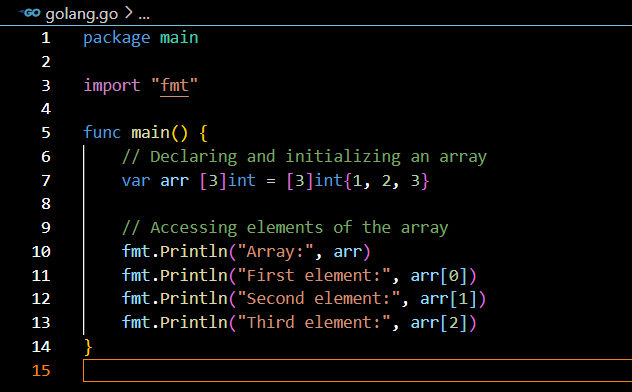 GO golang.go > ...
1 package main
2
3 import "fmt"
4
5 func main() {
6     // Declaring and initializing an array
7     var arr [3]int = [3]int{1, 2, 3}
8
9     // Accessing elements of the array
10     fmt.Println("Array:", arr)
11     fmt.Println("First element:", arr[0])
12     fmt.Println("Second element:", arr[1])
13     fmt.Println("Third element:", arr[2])
14 }
15